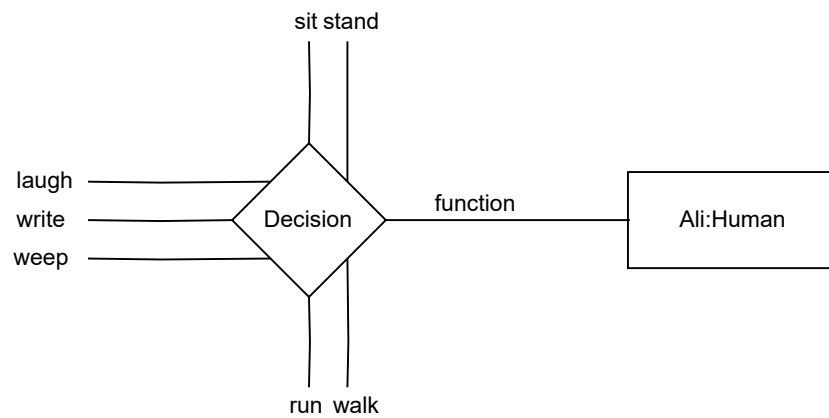 sit stand
laugh
write
weep
Decision
function
Ali:Human
run walk